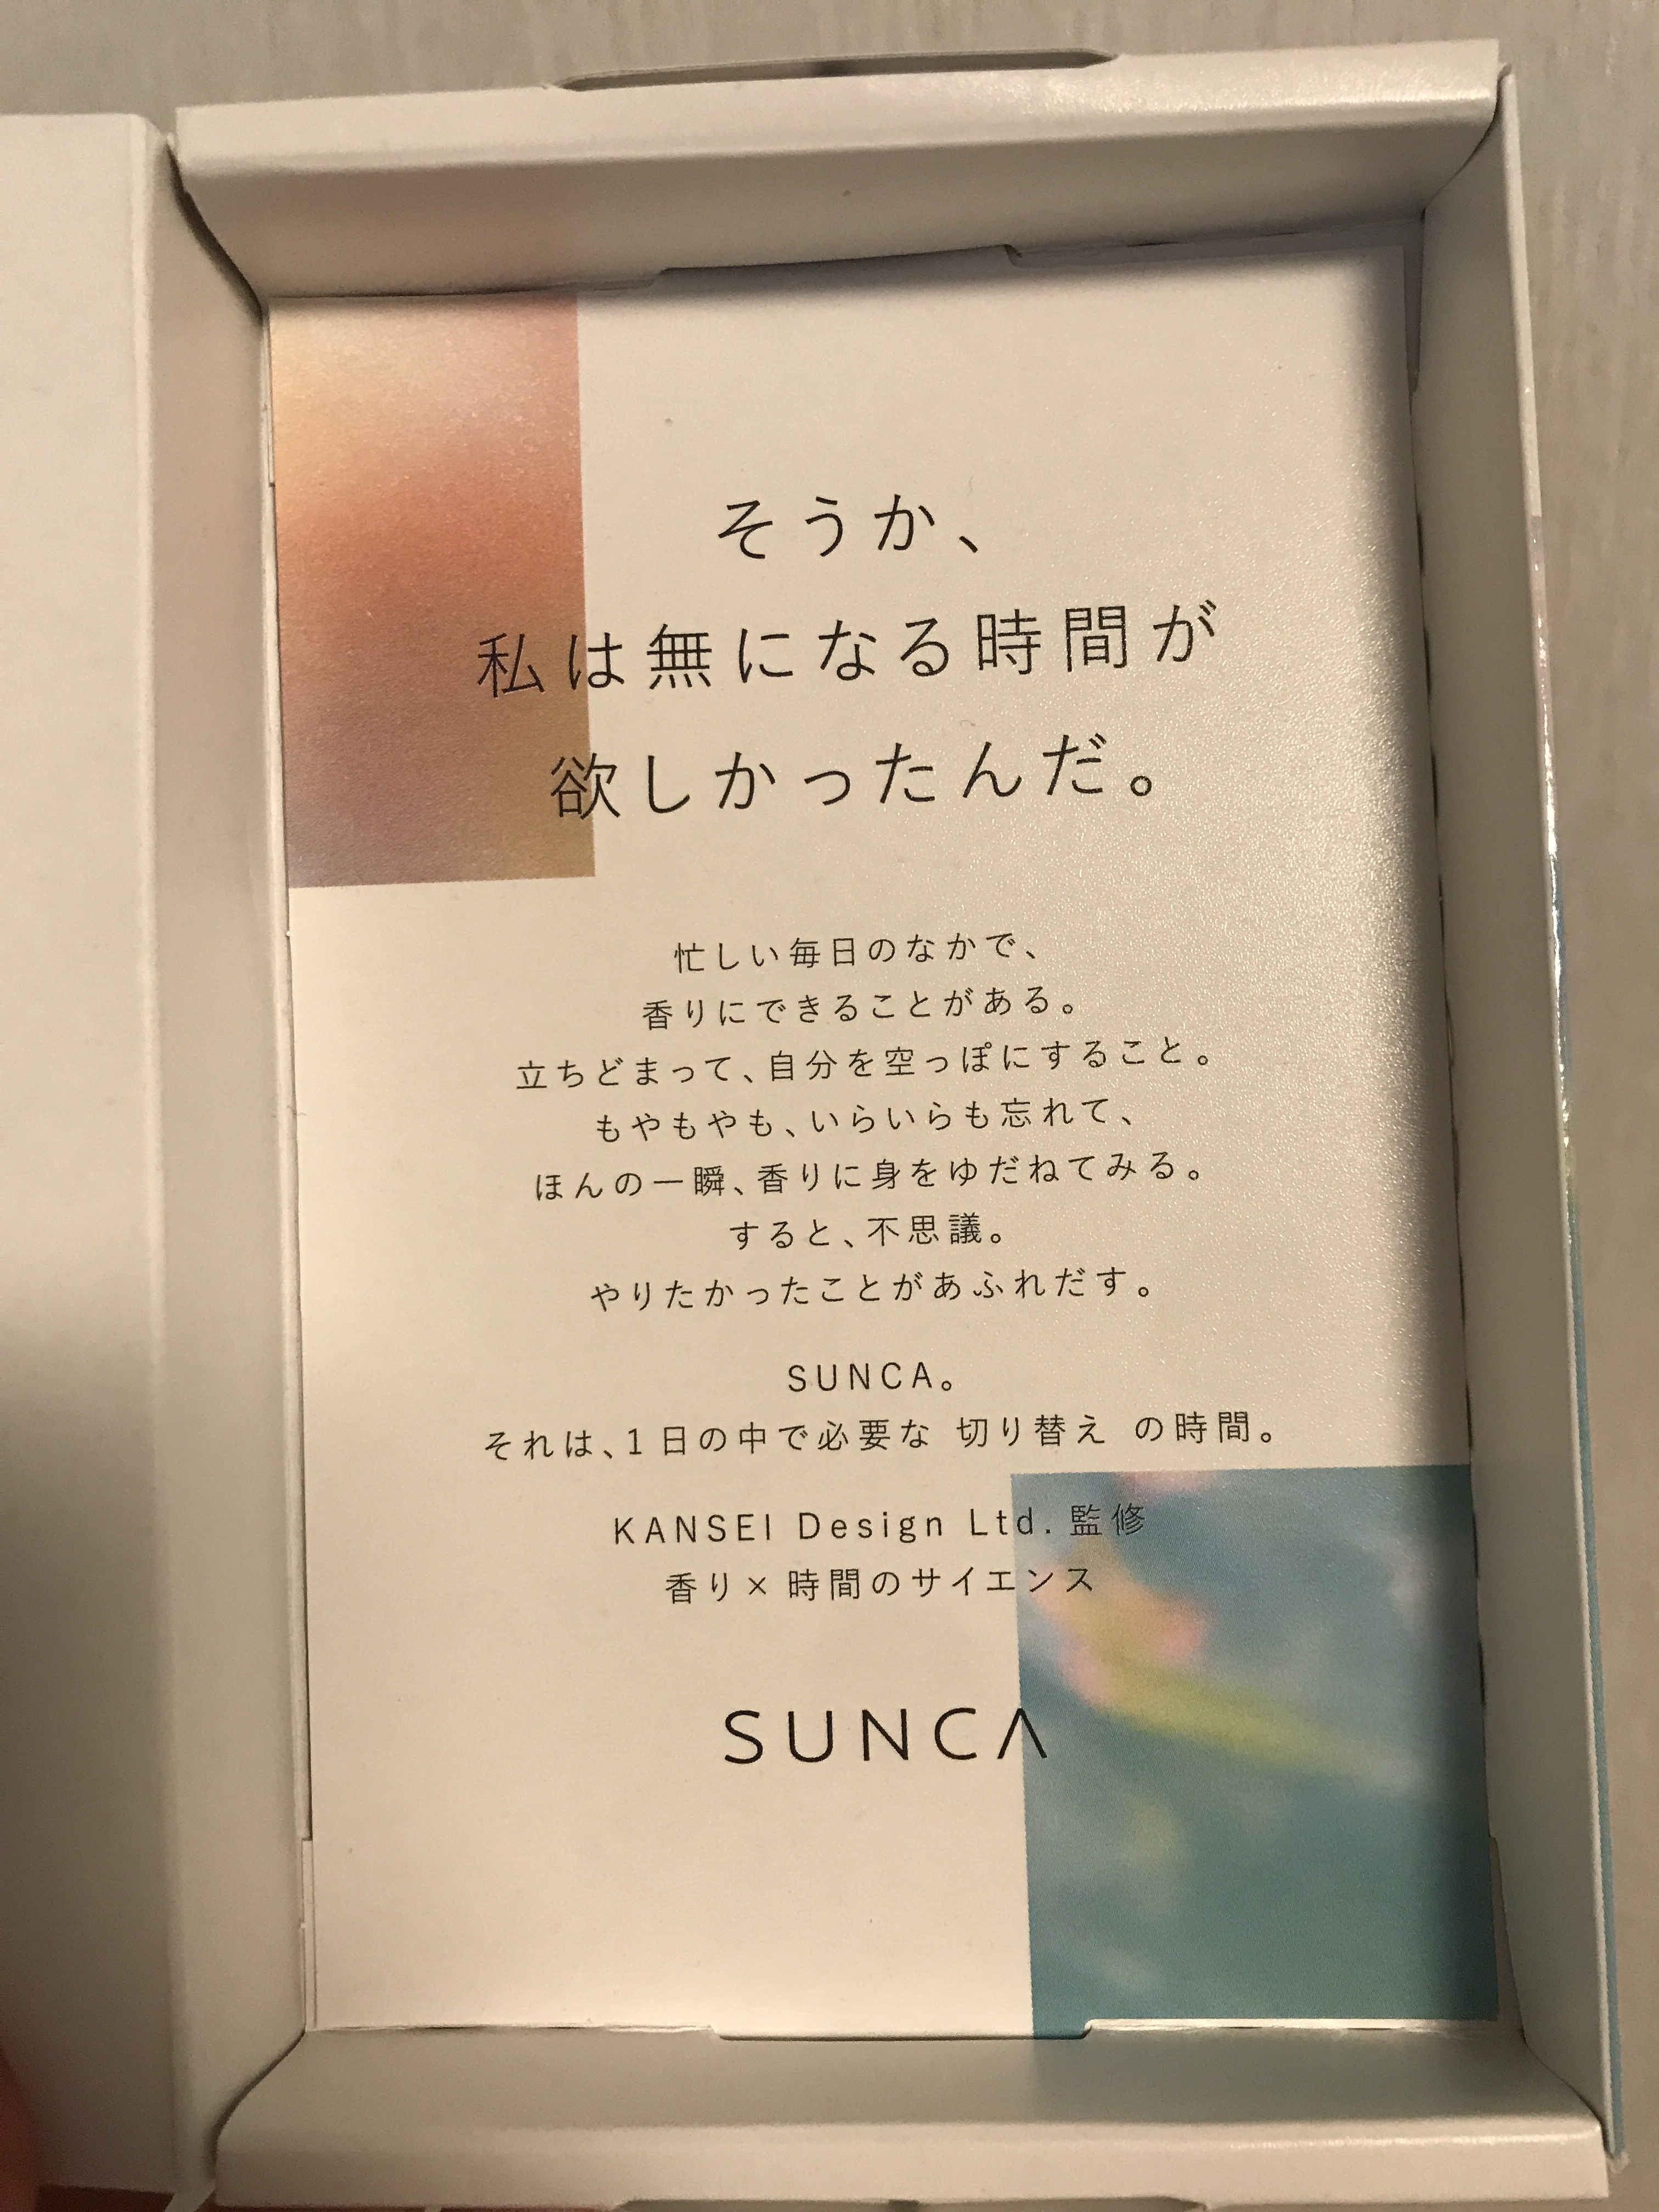 そうか、
私は無になる時間が
欲しかったんだ。
忙しい毎日のなかで、
香りにできることがある。
立ちどまって、自分を空っぽにすること。
もやもやも、いらいらも忘れて、
ほんの一瞬、香りに身をゆだねてみる。
すると、不思議。
やりたかったことがあふれだす。
SUNCA。
それは、1日の中で必要な 切り替え の時間。
KANSEI Design Ltd.監修
香り×時間のサイエンス
SUNCA